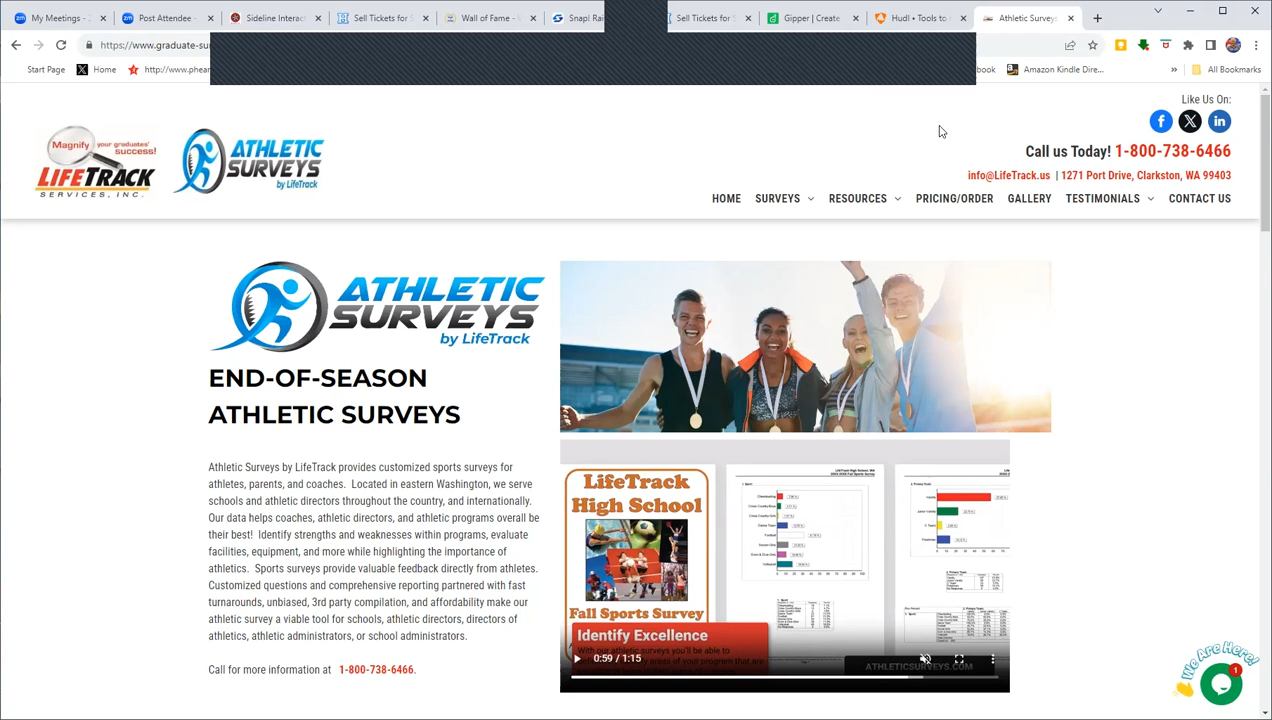 My Meetings -
Post Attendee -
Sideline Interact
Sell Tickets for S
Wall of Fame - E
Snap! Ra
Sell Tickets for S
Gipper | Create
Hudl • Tools to
Athletic Surveys
https://www.graduate-su
Start Page
Home
http://www.phear
book
Amazon Kindle Dire...
»
All Bookmarks
Like Us On:
Magnify your graduates' success!
LIFETRACK
SERVICES, INC.
ATHLETIC
SURVEYS
by LifeTrack
Call us Today! 1-800-738-6466
info@LifeTrack.us | 1271 Port Drive, Clarkston, WA 99403
HOME SURVEYS RESOURCES PRICING/ORDER GALLERY TESTIMONIALS CONTACT US
ATHLETIC
SURVEYS
by LifeTrack
END-OF-SEASON
ATHLETIC SURVEYS
Athletic Surveys by LifeTrack provides customized sports surveys for
athletes, parents, and coaches. Located in eastern Washington, we serve
schools and athletic directors throughout the country, and internationally.
Our data helps coaches, athletic directors, and athletic programs overall be
their best! Identify strengths and weaknesses within programs, evaluate
facilities, equipment, and more while highlighting the importance of
athletics. Sports surveys provide valuable feedback directly from athletes.
Customized questions and comprehensive reporting partnered with fast
turnarounds, unbiased, 3rd party compilation, and affordability make our
athletic survey a viable tool for schools, athletic directors, directors of
athletics, athletic administrators, or school administrators.
Call for more information at 1-800-738-6466.
LifeTrack
High School
Fall Sports Survey
Identify Excellence
With our athletic surveys you'll be able to
areas of your program that are
0:59 / 1:15
ATHLETICSURVEYS.COM
We Are Here!
1